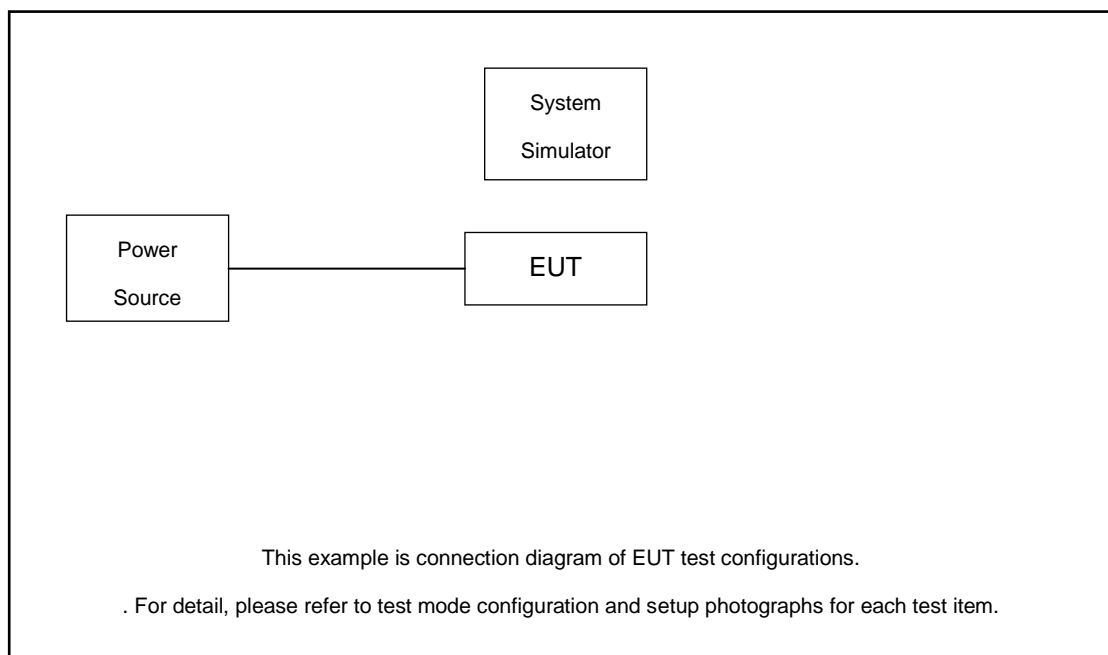 System
Simulator
Power
Source
EUT
This example is connection diagram of EUT test configurations.
. For detail, please refer to test mode configuration and setup photographs for each test item.